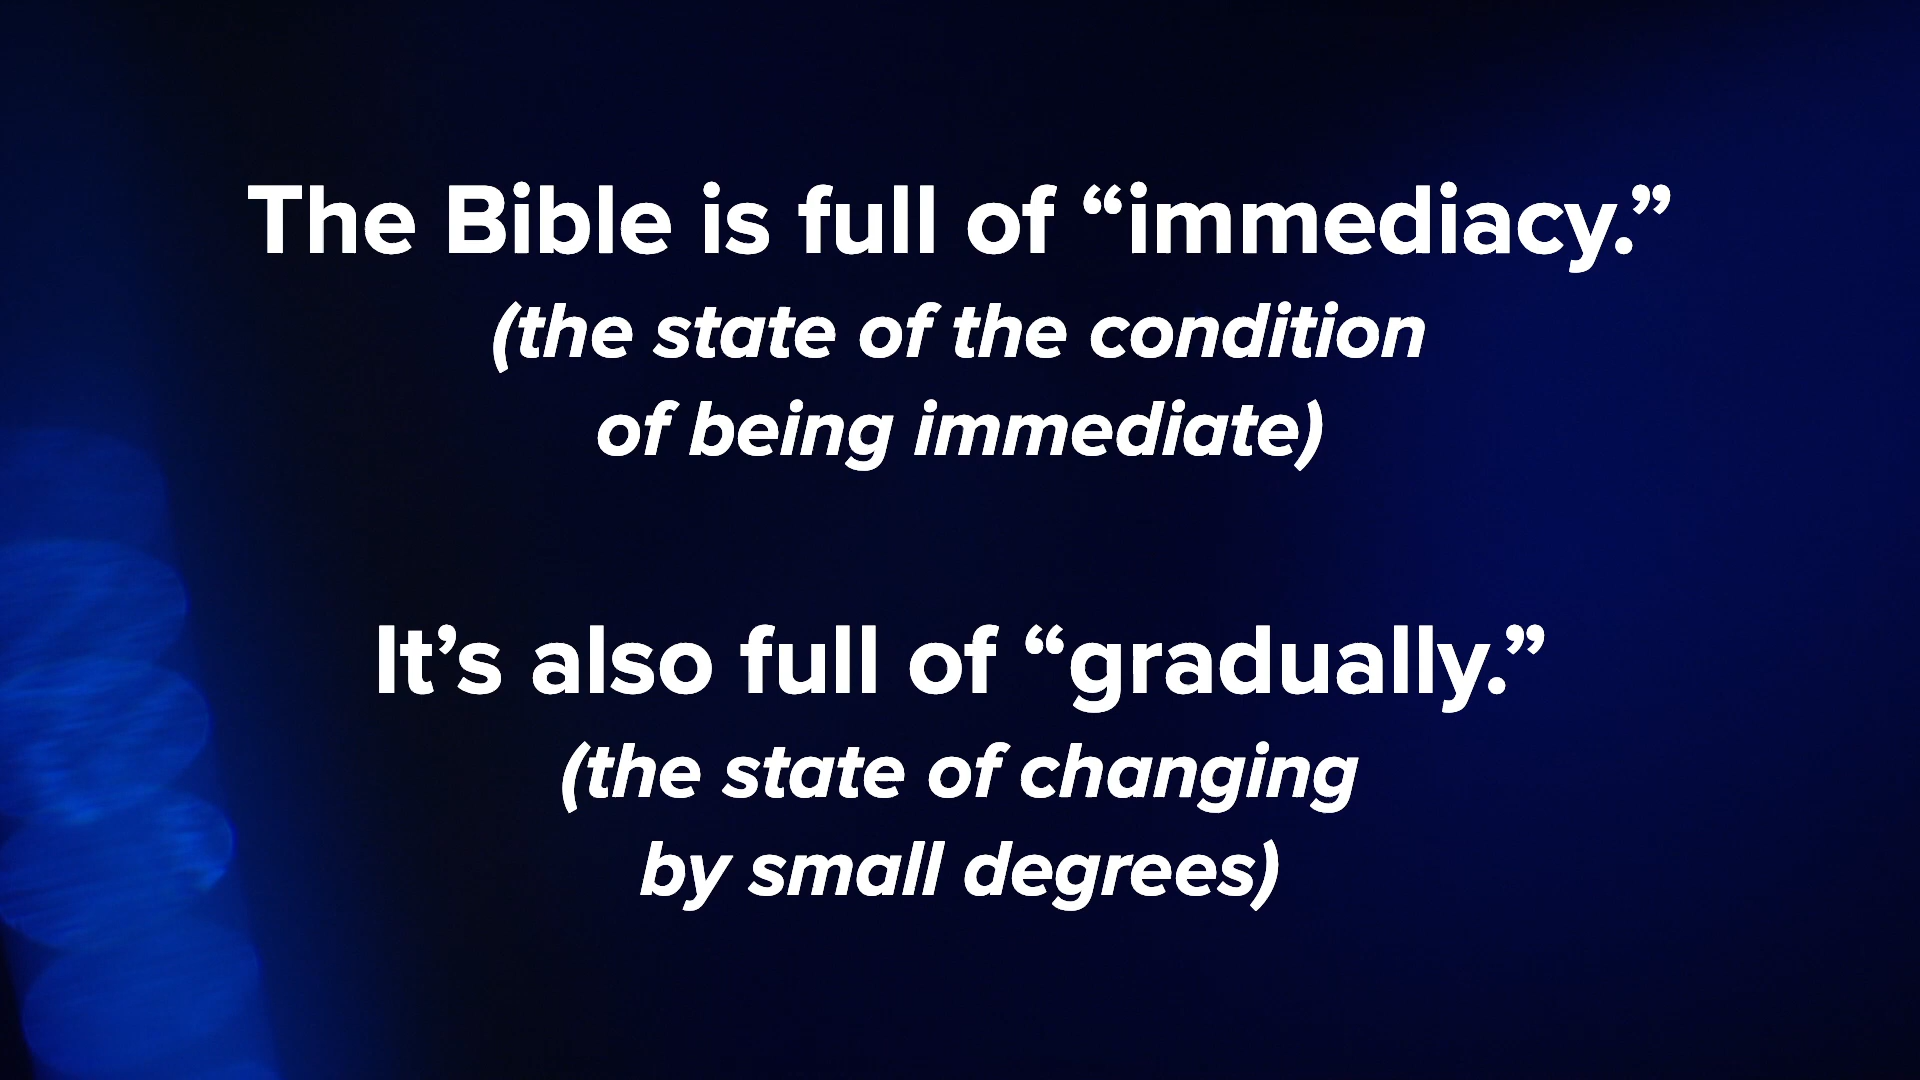 The Bible is full of “immediacy.”
(the state of the condition
of being immediate)
It’s also full of “gradually.”
(the state of changing
by small degrees)